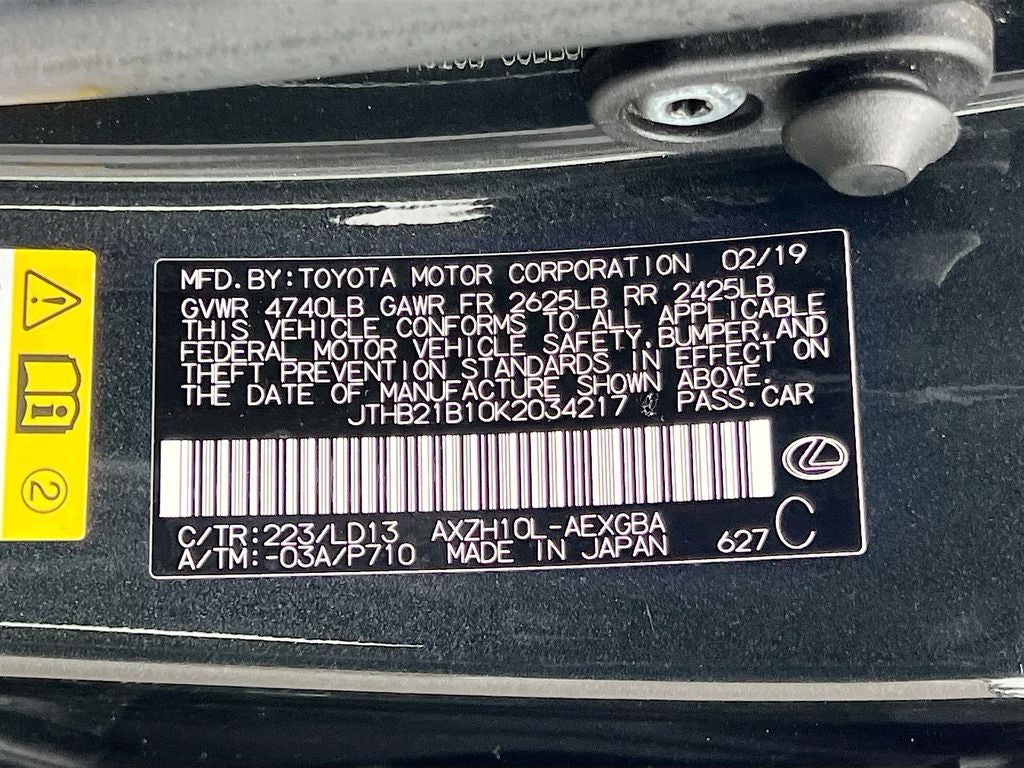 MFD.BY:TOYOTA MOTOR CORPORATION 02/19
GVWR 4740LB GAWR FR 2625LB RR 2425LB
THIS VEHICLE CONFORMS TO ALL APPLICABLE
FEDERAL MOTOR VEHICLE SAFETY,BUMPER,AND
THEFT PREVENTION STANDARDS IN EFFECT ON
THE DATE OF MANUFACTURE SHOWN ABOVE.
JTHB21B10K2034217 PASS.CAR
C/TR:223/LD13 AXZH10L-AEXGBA
A/TM:-03A/P710 MADE IN JAPAN 627 C
2